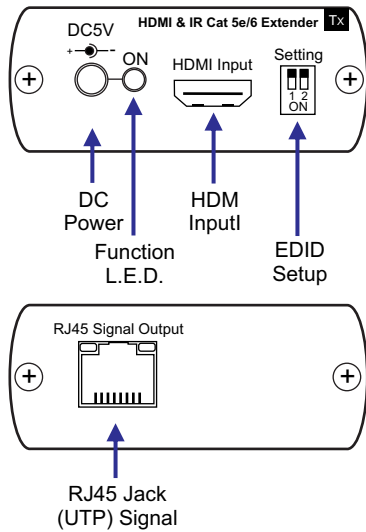 HDMI & IR Cat 5e/6 Extender Tx
DC5V
+ -
ON
HDMI Input
Setting
1 2
ON
DC
Power
Function
L.E.D.
HDM
InputI
EDID
Setup
RJ45 Signal Output
RJ45 Jack
(UTP) Signal